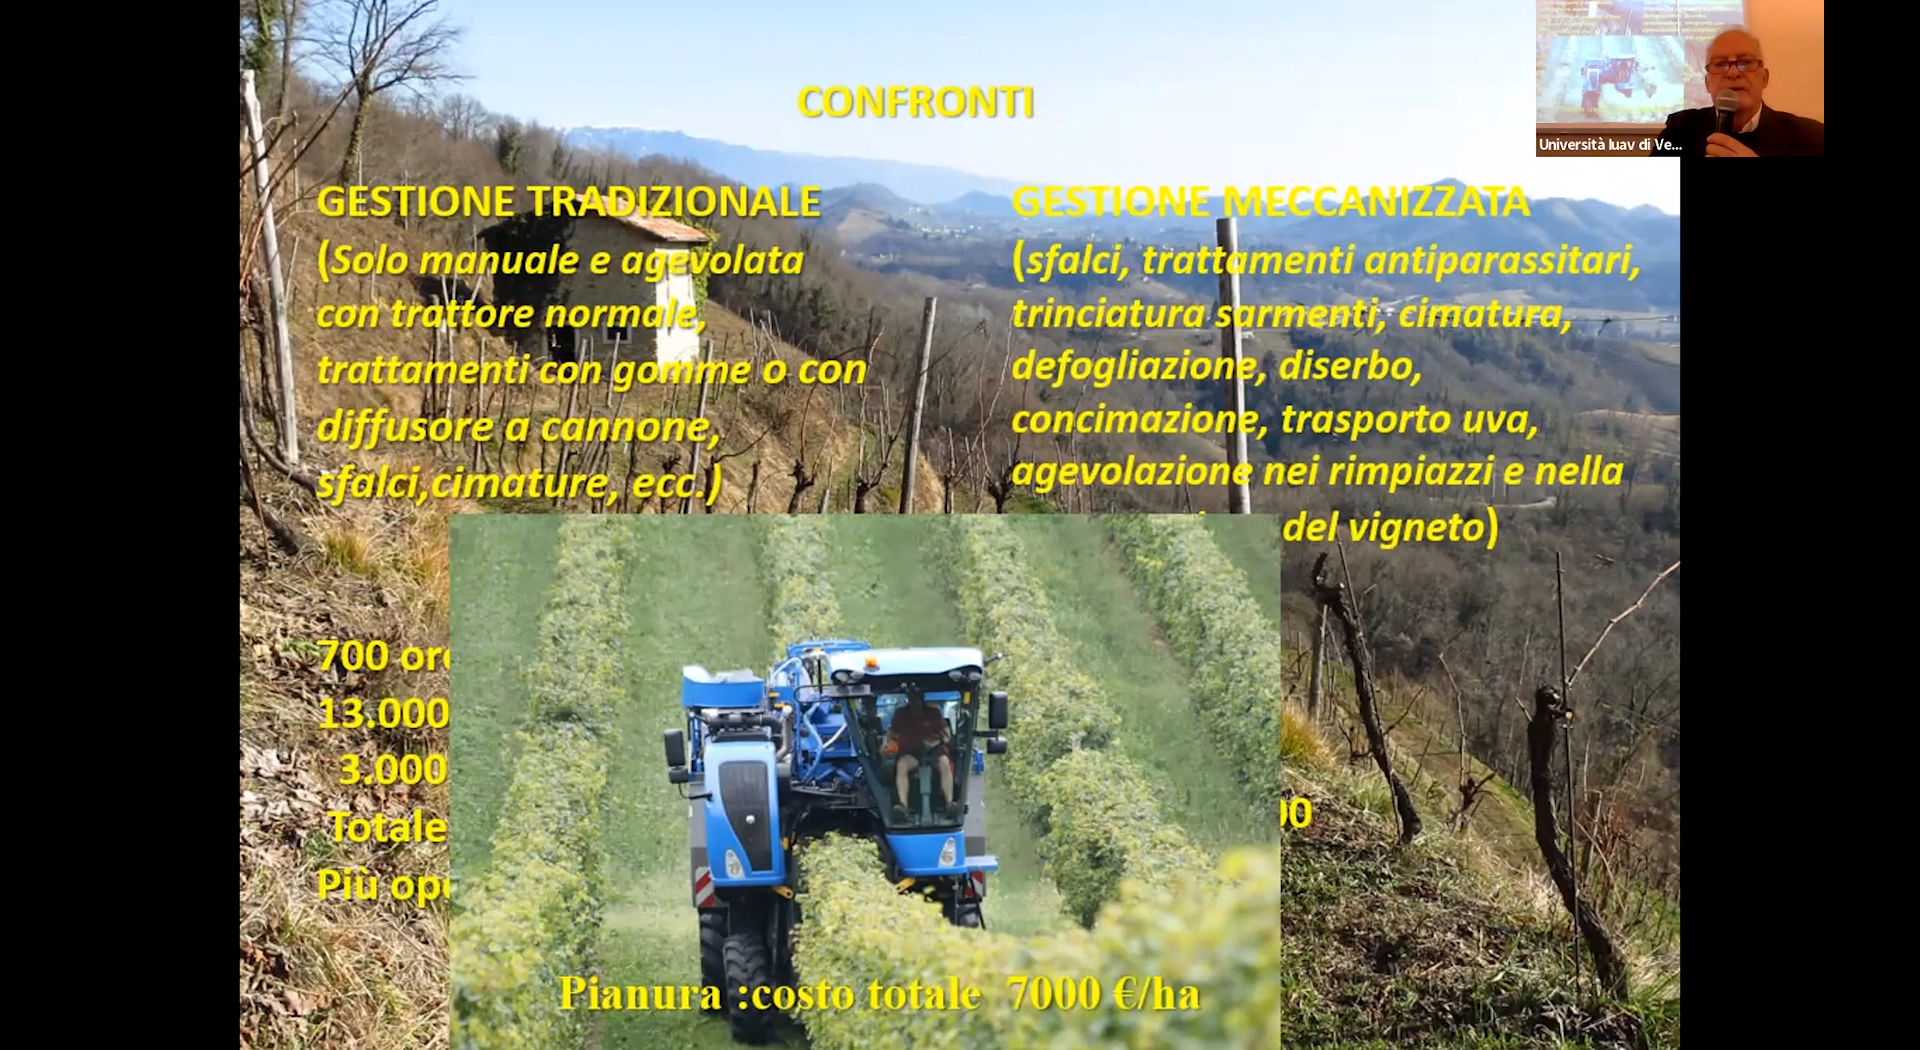 CONFRONTI
GESTIONE TRADIZIONALE
(Solo manuale e agevolata
con trattore normale,
trattamenti con gomme o con
diffusore a cannone,
sfalci,cimature, ecc.)
700
13.000
3.000
Totale
Più
GESTIONE MECCANIZZATA
(sfalci, trattamenti antiparassitari,
trinciatura sarmenti, cimatura,
defogliazione, diserbo,
concimazione, trasporto uva,
agevolazione nei rimpiazzi e nella
del vigneto)
Pianura :costo totale 7000 €/ha
Università Iuav di Ve...